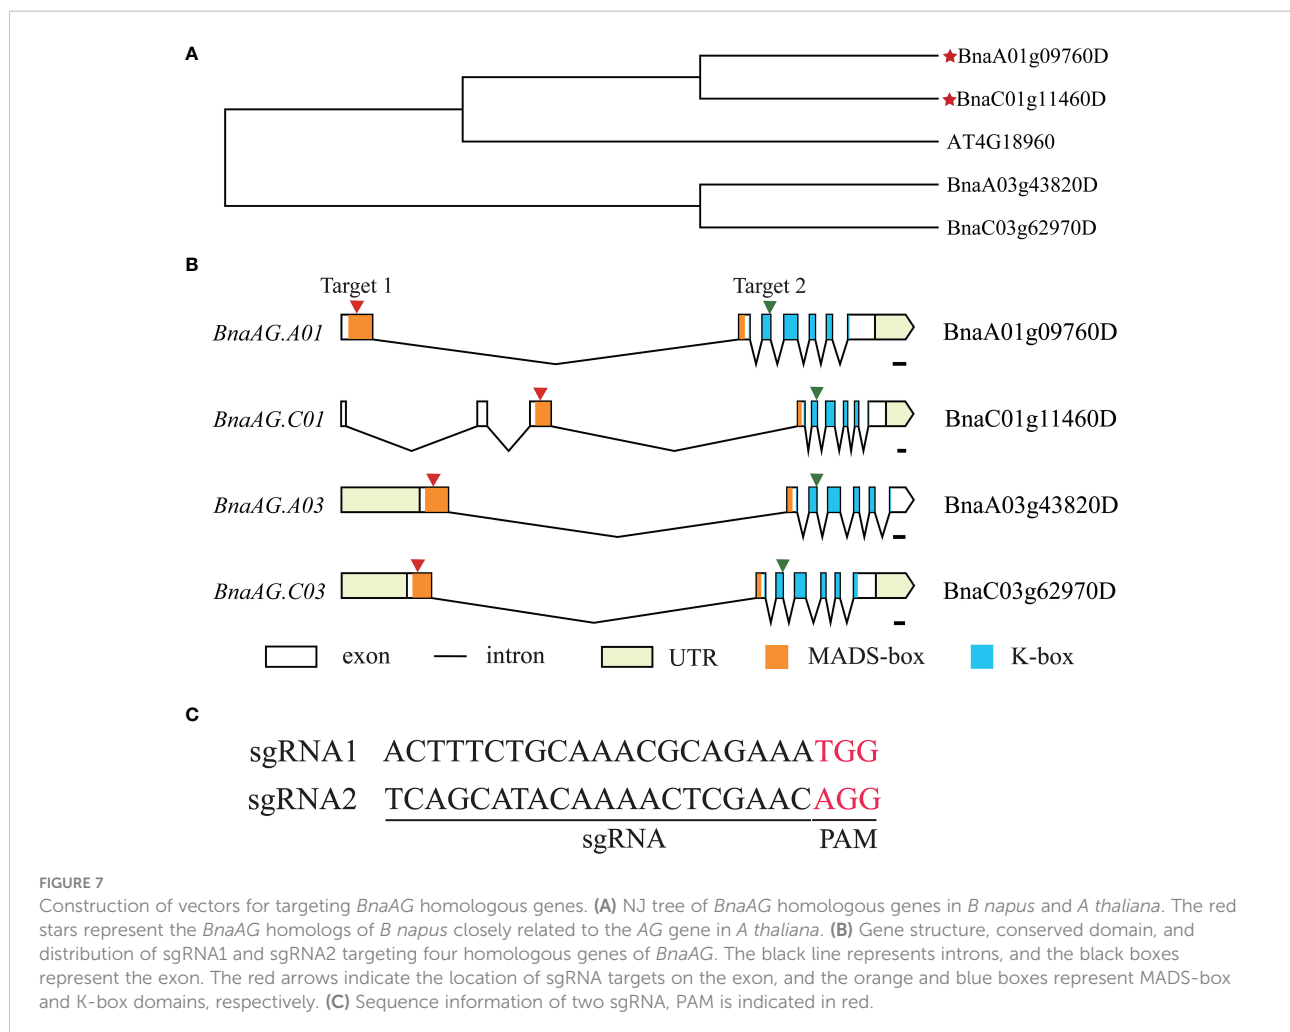 A
BnaA01g09760D
BnaC01g11460D
AT4G18960
BnaA03g43820D
BnaC03g62970D
B
Target 1 Target 2
BnaAG.A01 BnaA01g09760D
BnaAG.C01 BnaC01g11460D
BnaAG.A03 BnaA03g43820D
BnaAG.C03 BnaC03g62970D
exon intron UTR MADS-box K-box
C
sgRNA1 ACTTTCTGCAAACGCAGAAATGG
sgRNA2 TCAGCATACAAAACTCGAACAGG
sgRNA PAM
FIGURE 7
Construction of vectors for targeting BnaAG homologous genes. (A) NJ tree of BnaAG homologous genes in B napus and A thaliana. The red
stars represent the BnaAG homologs of B napus closely related to the AG gene in A thaliana. (B) Gene structure, conserved domain, and
distribution of sgRNA1 and sgRNA2 targeting four homologous genes of BnaAG. The black line represents introns, and the black boxes
represent the exon. The red arrows indicate the location of sgRNA targets on the exon, and the orange and blue boxes represent MADS-box
and K-box domains, respectively. (C) Sequence information of two sgRNA, PAM is indicated in red.